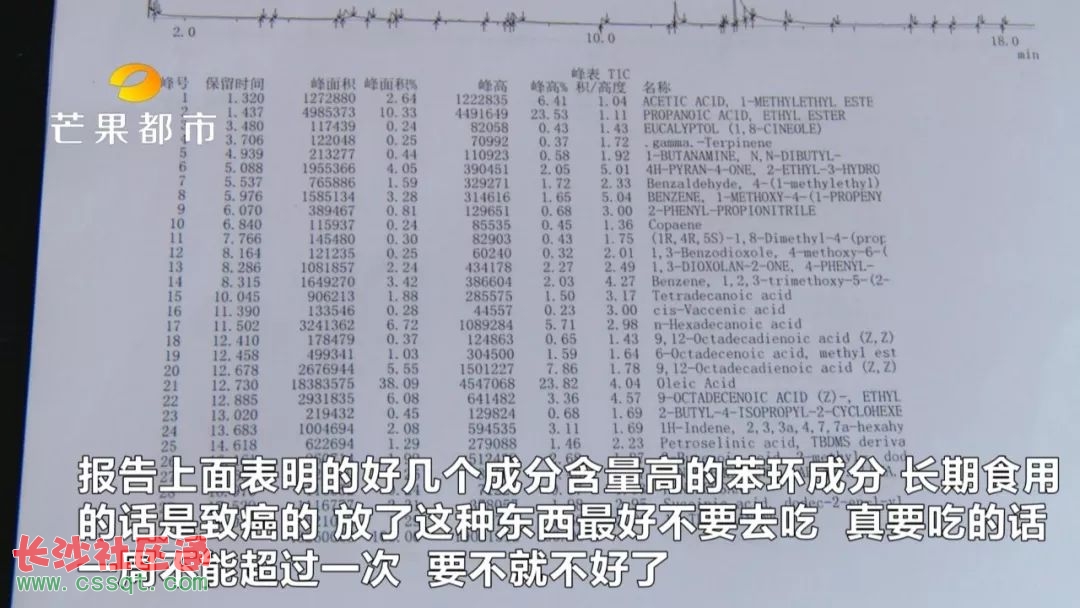 2.0 10.0 18.0
min
峰表 TIC
峰号 保留时间 峰面积 峰面积% 峰高 峰高% 积/高度 名称
1 1.320 1272880 2.64 1222835 6.41 1.04 ACETIC ACID, 1-METHYLETHYL ESTE
1.437 4985373 10.33 4491649 23.53 1.11 PROPANOIC ACID, ETHYL ESTER
3.480 117439 0.24 82058 0.43 1.43 EUCALYPTOL (1,8-CINEOLE)
3.706 122048 0.25 70992 0.37 1.72 .gamma.-Terpinene
5 4.939 213277 0.44 110923 0.58 1.92 1-BUTANAMINE, N,N-DIBUTYL-
6 5.088 1955366 4.05 390451 2.05 5.01 4H-PYRAN-4-ONE, 2-ETHYL-3-HYDRO
7 5.537 765886 1.59 329271 1.72 2.33 Benzaldehyde, 4-(1-methylethyl)
8 5.976 1585134 3.28 314616 1.65 5.04 BENZENE, 1-METHOXY-4-(1-PROPENY
9 6.070 389467 0.81 129651 0.68 3.00 2-PHENYL-PROPIONITRILE
10 6.840 115937 0.24 85535 0.45 1.36 Copaene
11 7.766 145480 0.30 82903 0.43 1.75 (1R,4R,5S)-1,8-Dimethyl-4-(prop
12 8.164 121235 0.25 60240 0.32 2.01 1,3-Benzodioxole, 4-methoxy-6-(
13 8.286 1081857 2.24 434178 2.27 2.49 1,3-DIOXOLAN-2-ONE, 4-PHENYL-
14 8.315 1649270 3.42 386604 2.03 4.27 Benzene, 1,2,3-trimethoxy-5-(2-
15 10.045 906213 1.88 285575 1.50 3.17 Tetradecanoic acid
16 11.390 133546 0.28 44557 0.23 3.00 cis-Vaccenic acid
17 11.502 3241362 6.72 1089284 5.71 2.98 n-Hexadecanoic acid
18 12.410 178479 0.37 124863 0.65 1.43 9,12-Octadecadienoic acid (Z,Z)
19 12.458 499341 1.03 304500 1.59 1.64 6-Octadecenoic acid, methyl est
20 12.678 2676944 5.55 1501227 7.86 1.78 9,12-Octadecadienoic acid (Z,Z)
21 12.730 18383575 38.09 4547068 23.82 4.04 Oleic Acid
22 12.885 2931835 6.08 641482 3.36 4.57 9-OCTADECENOIC ACID (Z)-, ETHYL
23 13.020 219432 0.45 129824 0.68 1.69 2-BUTYL-4-ISOPROPYL-2-CYCLOHEXE
24 13.683 1004694 2.08 594535 3.11 1.69 1H-Indene, 2,3,3a,4,7,7a-hexahy
25 14.618 622694 1.29 279088 1.46 2.23 Petroselinic acid, TBDMS deriva
芒果都市
报告上面表明的好几个成分含量高的苯环成分 长期食用
的话是致癌的 放了这种东西最好不要去吃 真要吃的话
一周不能超过一次 要不就不好了
长沙社区通
www.cssqt.com